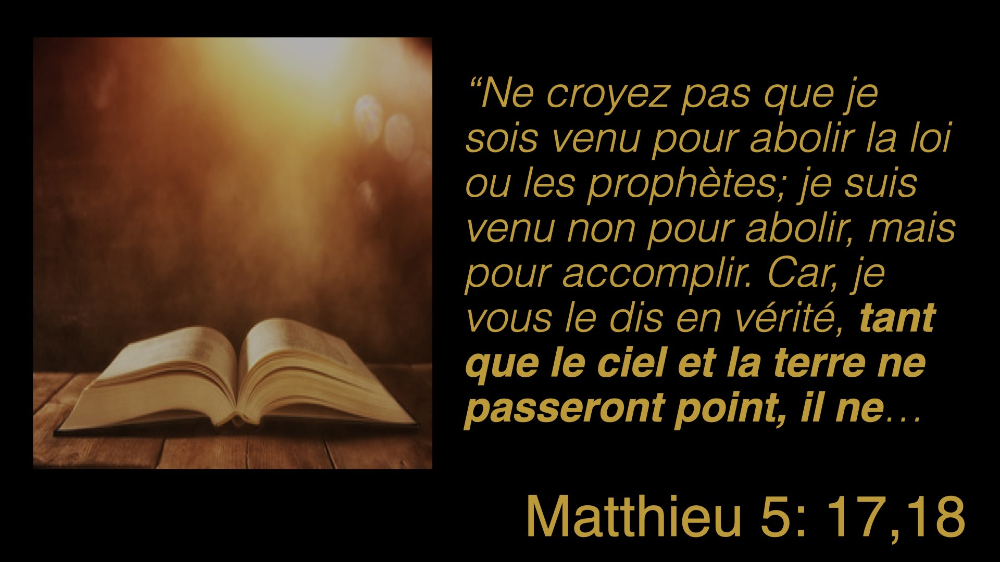 “Ne croyez pas que je
sois venu pour abolir la loi
ou les prophètes; je suis
venu non pour abolir, mais
pour accomplir. Car, je
vous le dis en vérité, tant
que le ciel et la terre ne
passeront point, il ne…
Matthieu 5: 17,18